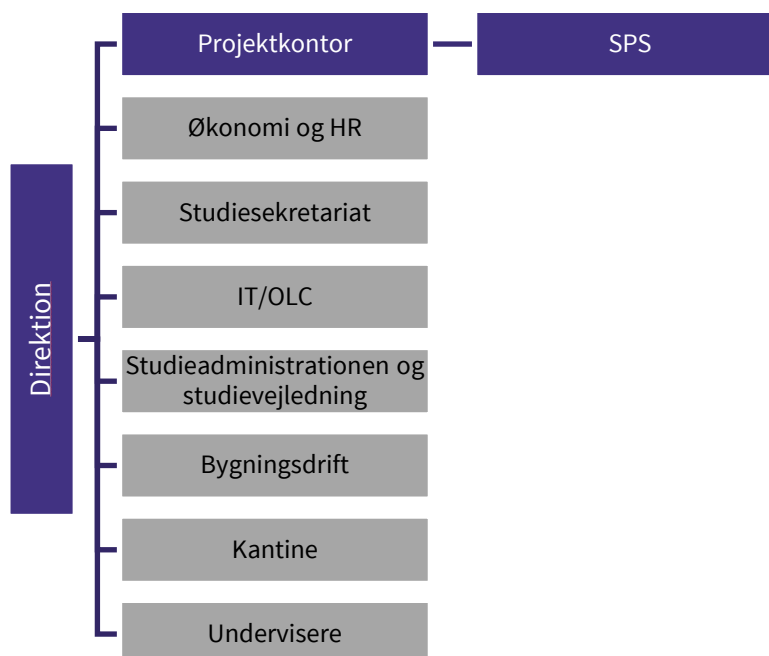 Projektkontor
SPS
Økonomi og HR
Studiesekretariat
IT/OLC
Direktion
Studieadministrationen og
studievejledning
Bygningsdrift
Kantine
Undervisere